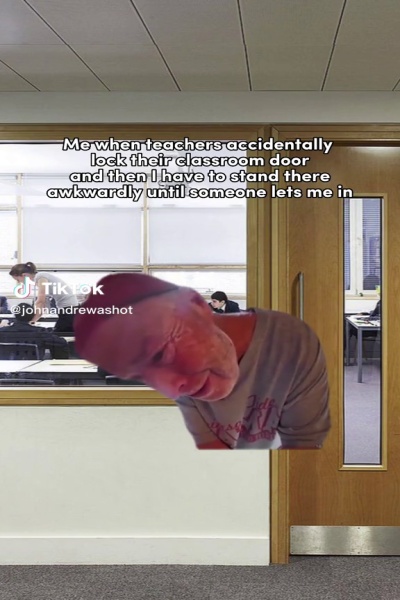 Me when teachers accidentally
lock their classroom door
and then I have to stand there
awkwardly until someone lets me in
TikTok
@johnandrewashot